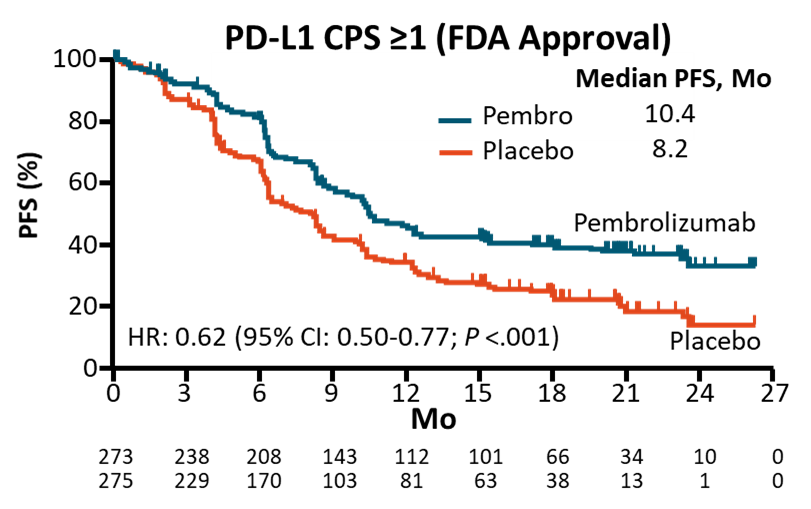 PD-L1 CPS ≥1 (FDA Approval)
Median PFS, Mo
Pembro 10.4
Placebo 8.2
PFS (%)
100
80
60
40
20
0
Pembrolizumab
Placebo
HR: 0.62 (95% CI: 0.50-0.77; P <.001)
0 3 6 9 12 15 18 21 24 27
Mo
273 238 208 143 112 101 66 34 10 0
275 229 170 103 81 63 38 13 1 0